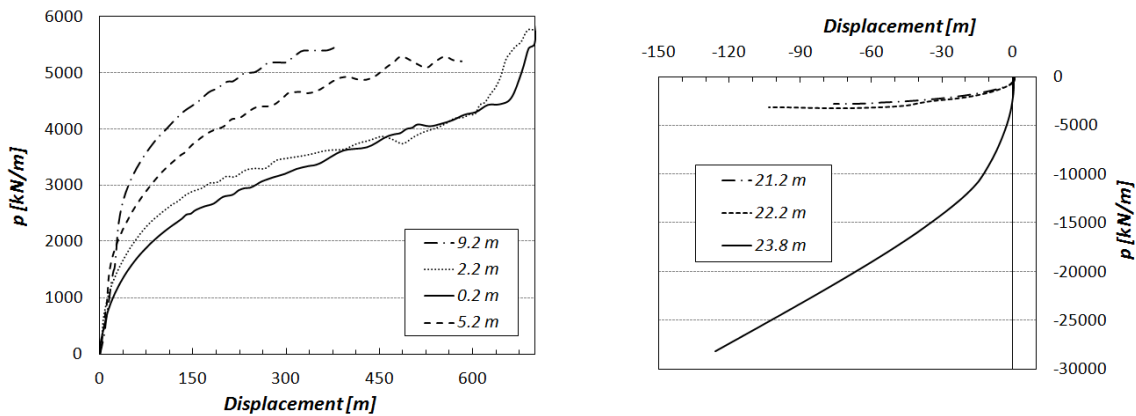 6000
5000
4000
3000
2000
1000
0
p [kN/m]
9.2 m
2.2 m
0.2 m
5.2 m
0 150 300 450 600
Displacement [m]
Displacement [m]
-150 -120 -90 -60 -30 0
0
-5000
-10000
-15000
-20000
-25000
-30000
p [kN/m]
21.2 m
22.2 m
23.8 m